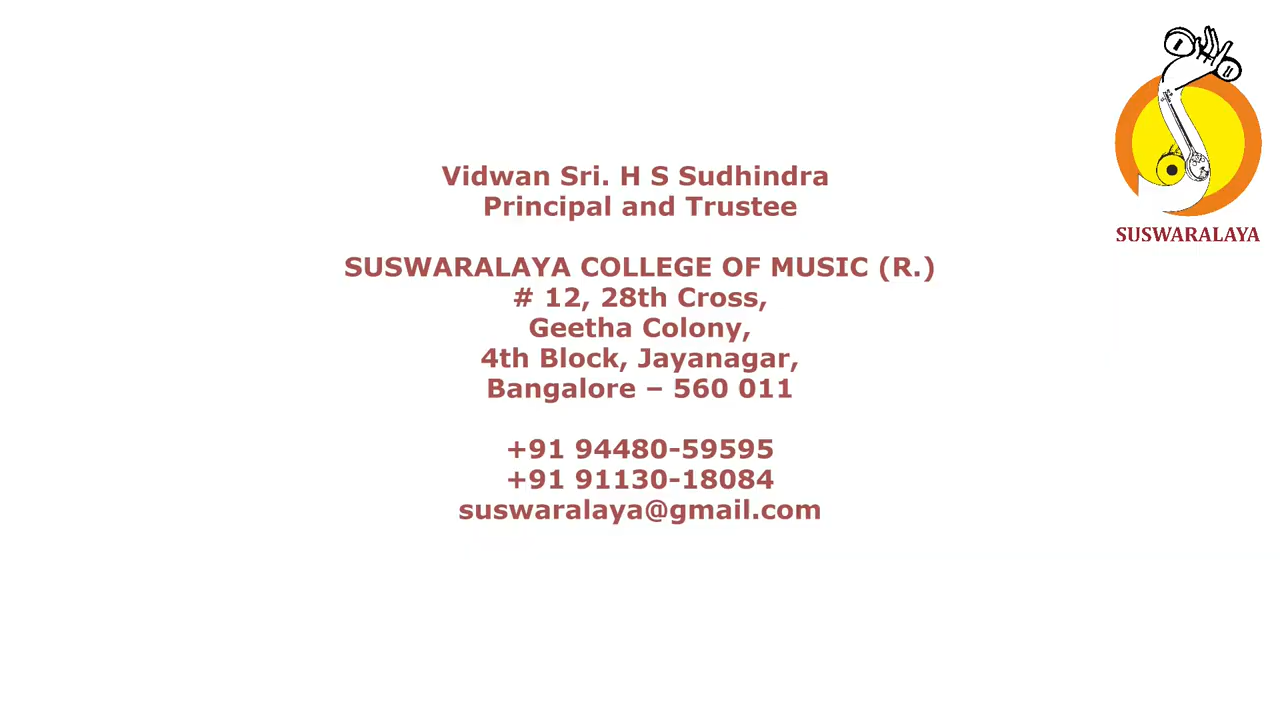 Vidwan Sri. H S Sudhindra
Principal and Trustee
SUSWARALAYA COLLEGE OF MUSIC (R.)
# 12, 28th Cross,
Geetha Colony,
4th Block, Jayanagar,
Bangalore – 560 011
+91 94480-59595
+91 91130-18084
suswaralaya@gmail.com
SUSWARALAYA